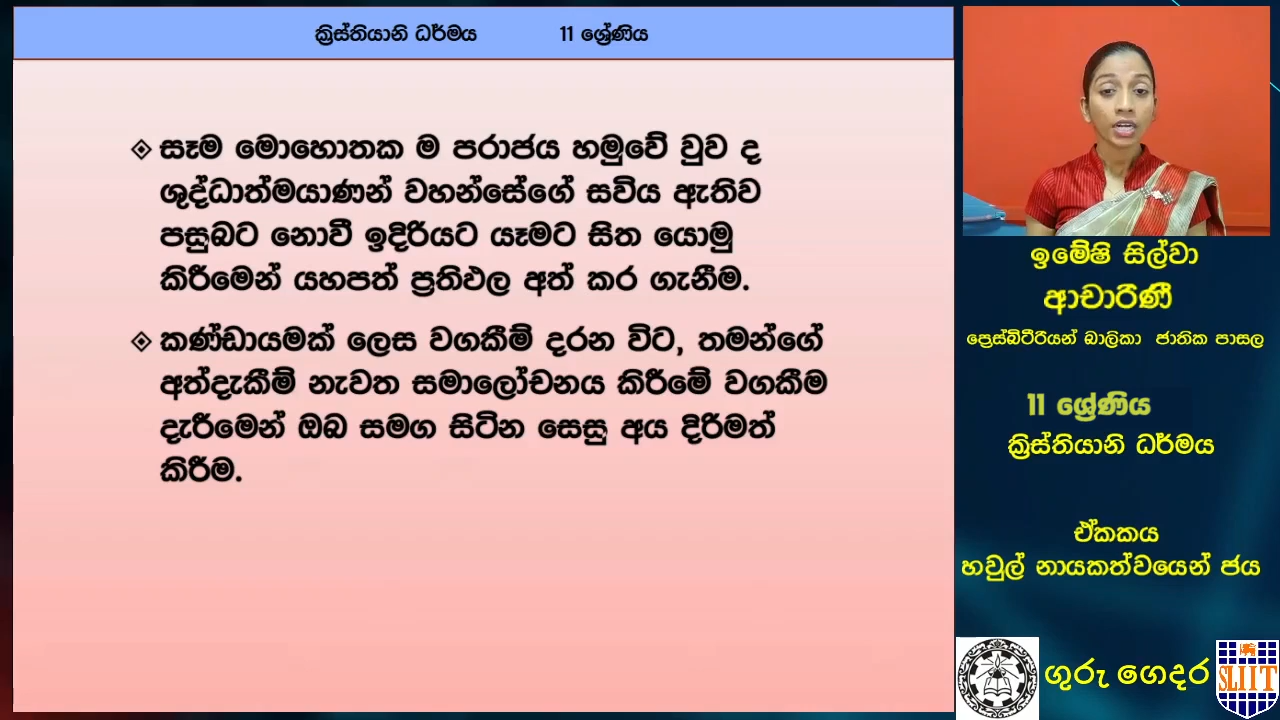 ක්‍රිස්තියානි ධර්මය 11 ශ්‍රේණිය
සෑම මොහොතක ම පරාජය හමුවේ වුව ද
ශුද්ධාත්මයාණන් වහන්සේගේ සවිය ඇතිව
පසුබට නොවී ඉදිරියට යෑමට සිත යොමු
කිරීමෙන් යහපත් ප්‍රතිඵල අත් කර ගැනීම.
කණ්ඩායමක් ලෙස වගකීම් දරන විට, තමන්ගේ
අත්දැකීම් නැවත සමාලෝචනය කිරීමේ වගකීම
දැරීමෙන් ඔබ සමග සිටින සෙසු අය දිරිමත්
කිරීම.
ඉමේෂි සිල්වා
ආචාරිණී
ප්‍රෙස්බිටීරියන් බාලිකා ජාතික පාසල
11 ශ්‍රේණිය
ක්‍රිස්තියානි ධර්මය
ඒකකය
හවුල් නායකත්වයෙන් ජය
ගුරු ගෙදර
SLIIT